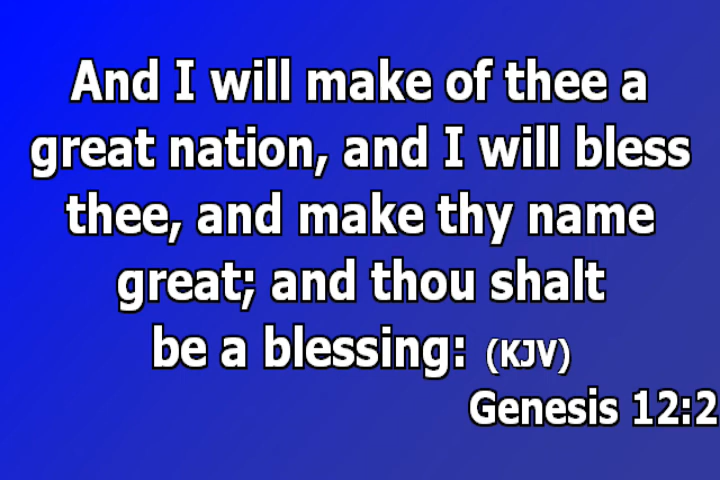 And I will make of thee a
great nation, and I will bless
thee, and make thy name
great; and thou shalt
be a blessing: (KJV)
Genesis 12:2